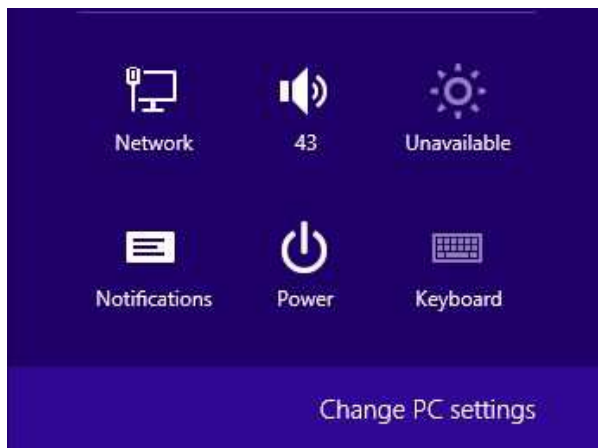 Network 43 Unavailable
Notifications Power Keyboard
Change PC settings